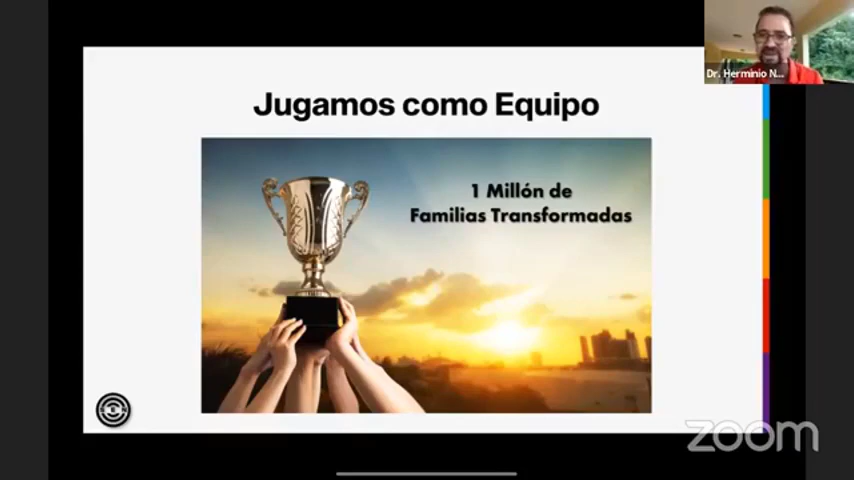 Dr. Herminio N...
Jugamos como Equipo
1 Millón de
Familias Transformadas
zoom